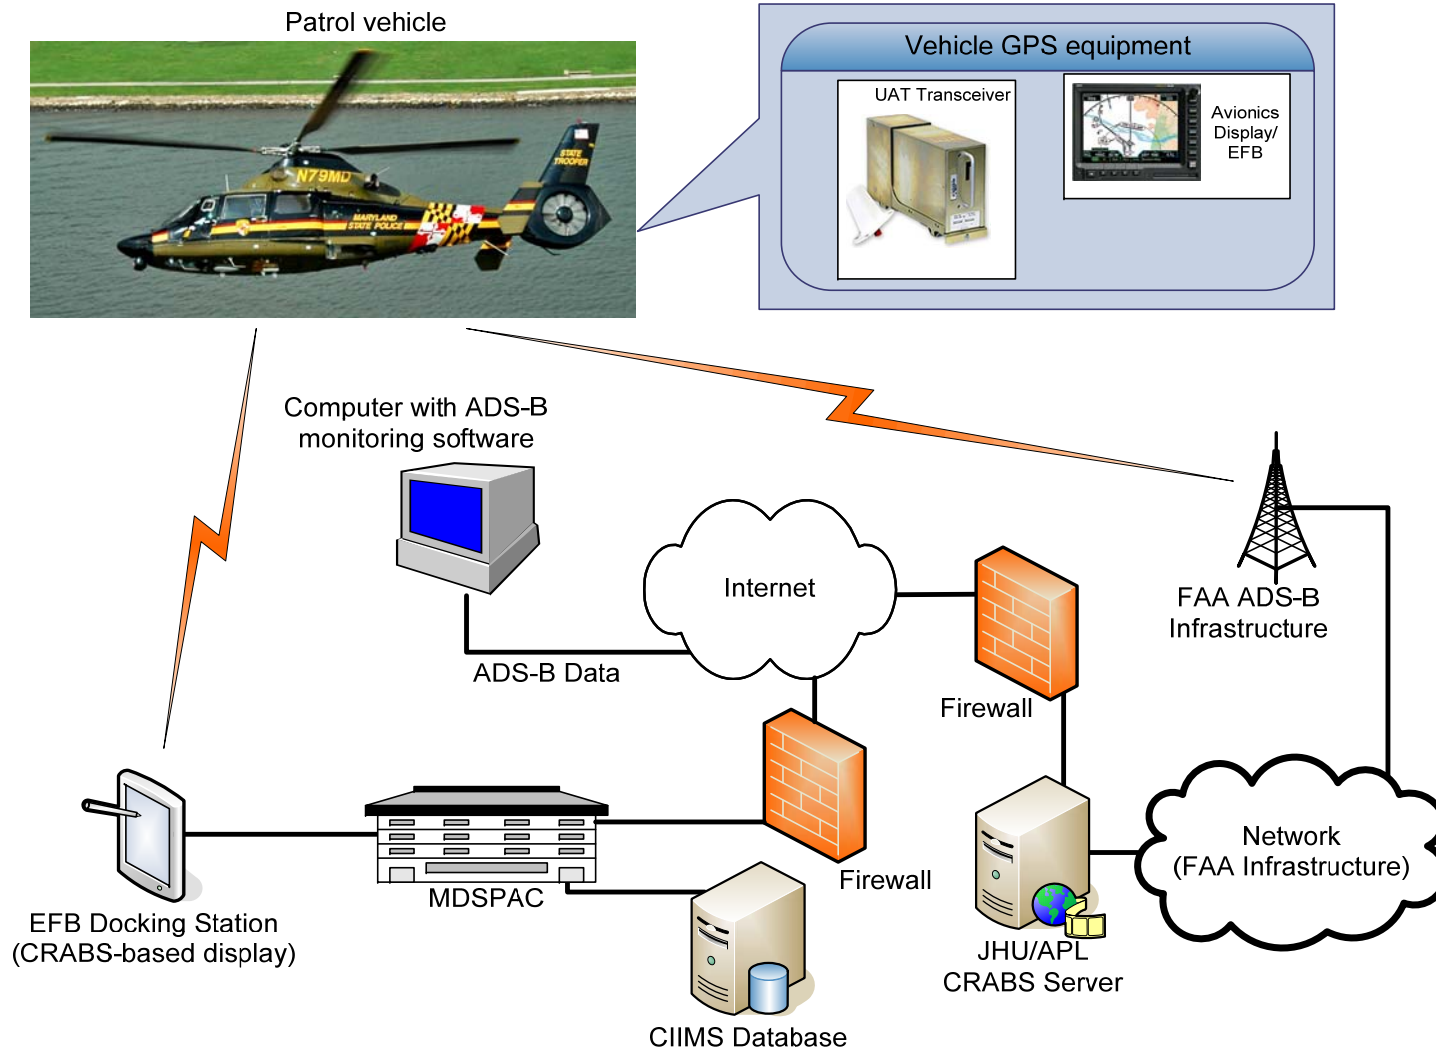 Patrol vehicle
N79MD
STATE
TROOPER
MARYLAND
STATE POLICE
Vehicle GPS equipment
UAT Transceiver
Avionics
Display/
EFB
Computer with ADS-B
monitoring software
Internet
ADS-B Data
FAA ADS-B
Infrastructure
Firewall
Network
(FAA Infrastructure)
MDSPAC
Firewall
EFB Docking Station
(CRABS-based display)
JHU/APL
CRABS Server
CIIMS Database